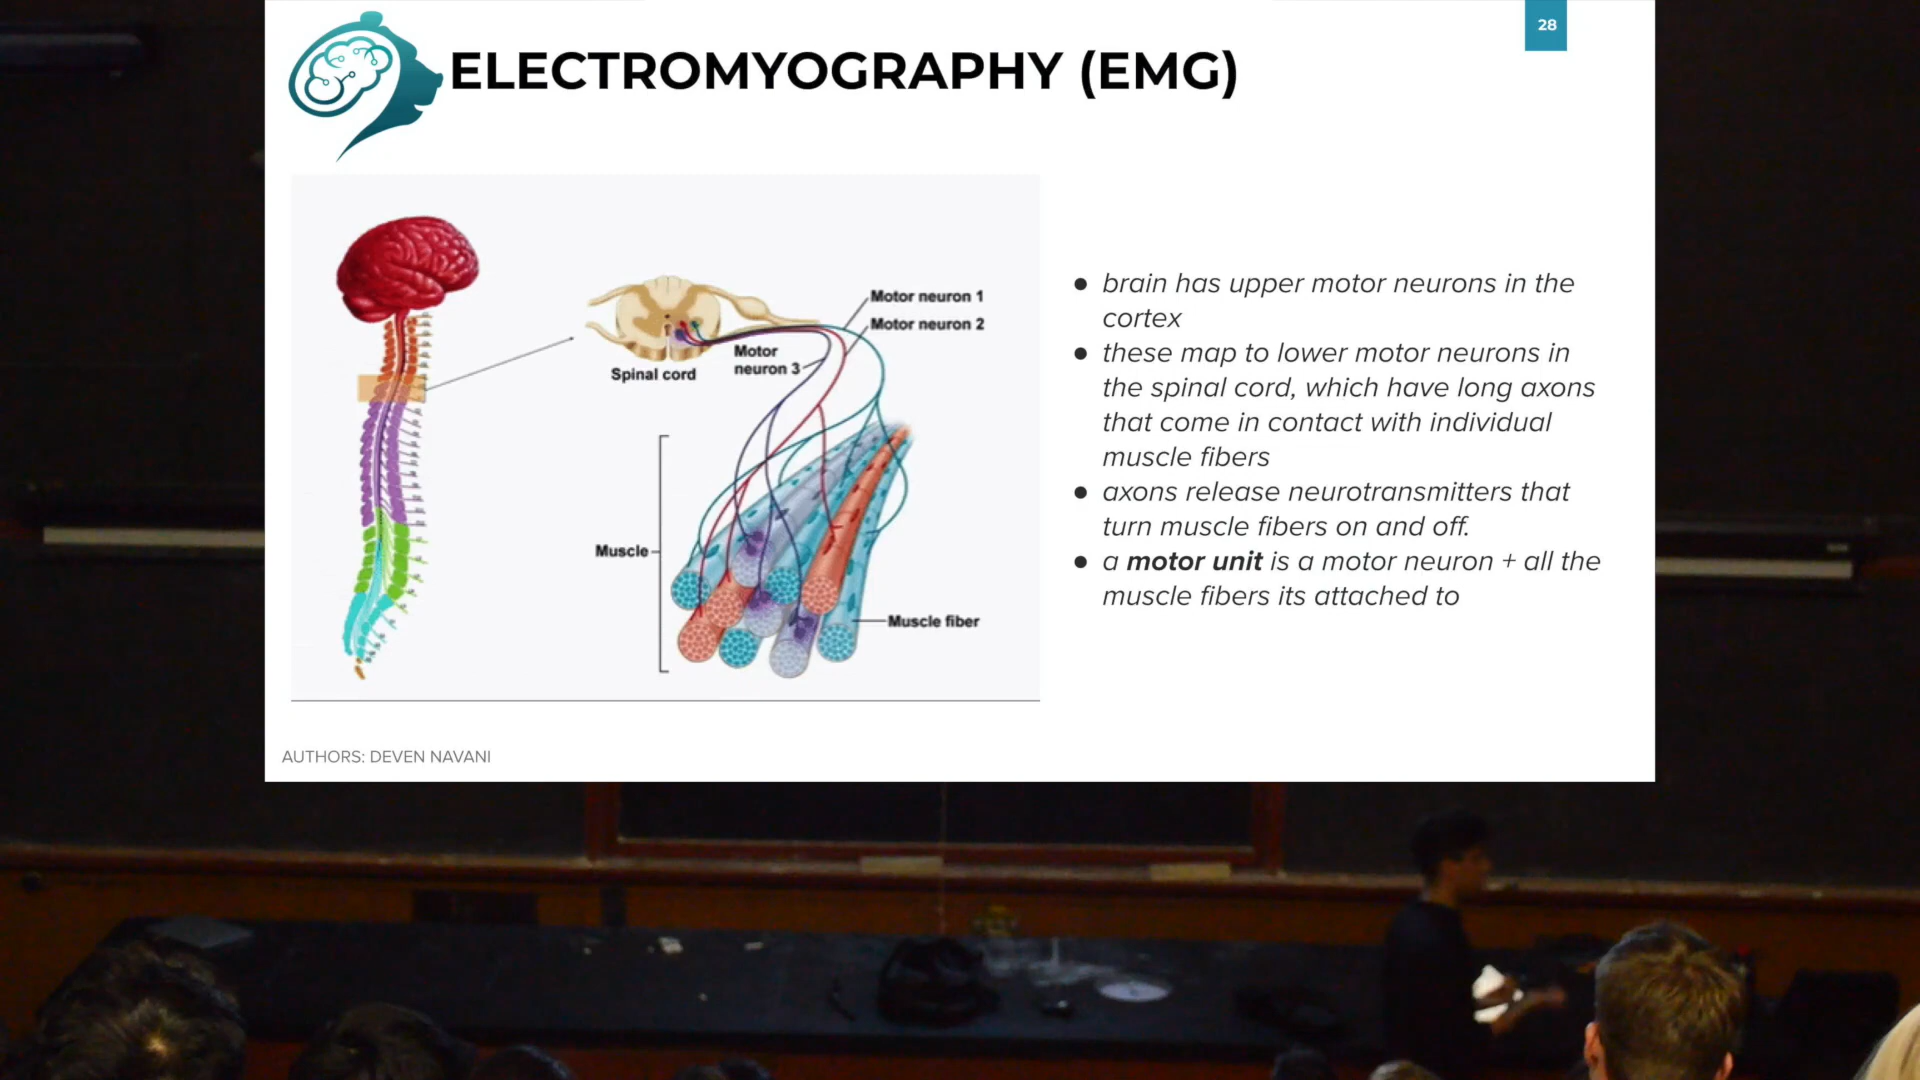 28
ELECTROMYOGRAPHY (EMG)
Motor neuron 1
Motor neuron 2
Motor
neuron 3
Spinal cord
Muscle
Muscle fiber
● brain has upper motor neurons in the
cortex
● these map to lower motor neurons in
the spinal cord, which have long axons
that come in contact with individual
muscle fibers
● axons release neurotransmitters that
turn muscle fibers on and off.
● a motor unit is a motor neuron + all the
muscle fibers its attached to
AUTHORS: DEVEN NAVANI